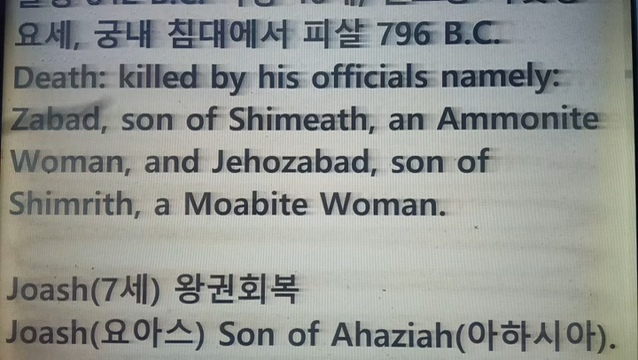 요세, 궁내 침대에서 피살 796 B.C.
Death: killed by his officials namely:
Zabad, son of Shimeath, an Ammonite
Woman, and Jehozabad, son of
Shimrith, a Moabite Woman.
Joash(7세) 왕권회복
Joash(요아스) Son of Ahaziah(아하시아).